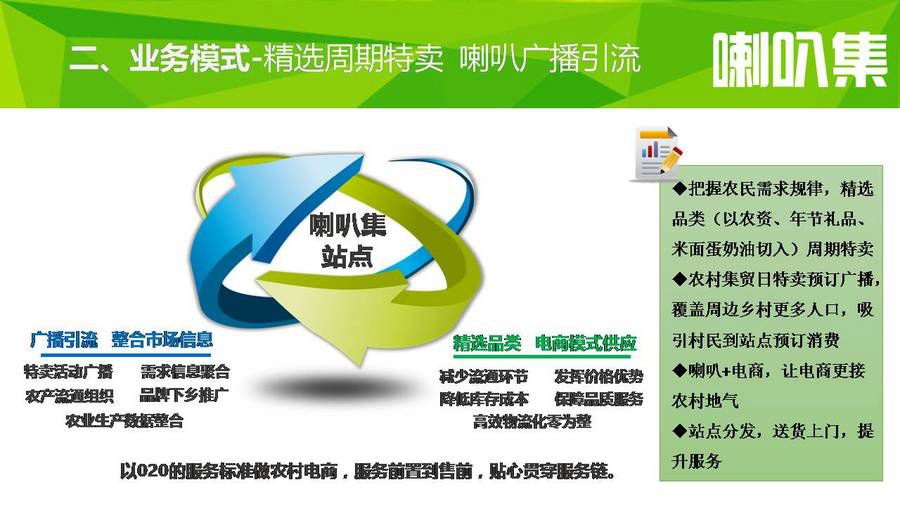 二、业务模式-精选周期特卖 喇叭广播引流
喇叭集
喇叭集
站点
广播引流 整合市场信息
特卖活动广播 需求信息聚合
农产流通组织 品牌下乡推广
农业生产数据整合
精选品类 电商模式供应
减少流通环节 发挥价格优势
降低库存成本 保障品质服务
高效物流化零为整
◆把握农民需求规律，精选
品类（以农资、年节礼品、
米面蛋奶油切入）周期特卖
◆农村集贸日特卖预订广播，
覆盖周边乡村更多人口，吸
引村民到站点预订消费
◆喇叭+电商，让电商更接
农村地气
◆站点分发，送货上门，提
升服务
以O2O的服务标准做农村电商，服务前置到售前，贴心贯穿服务链。